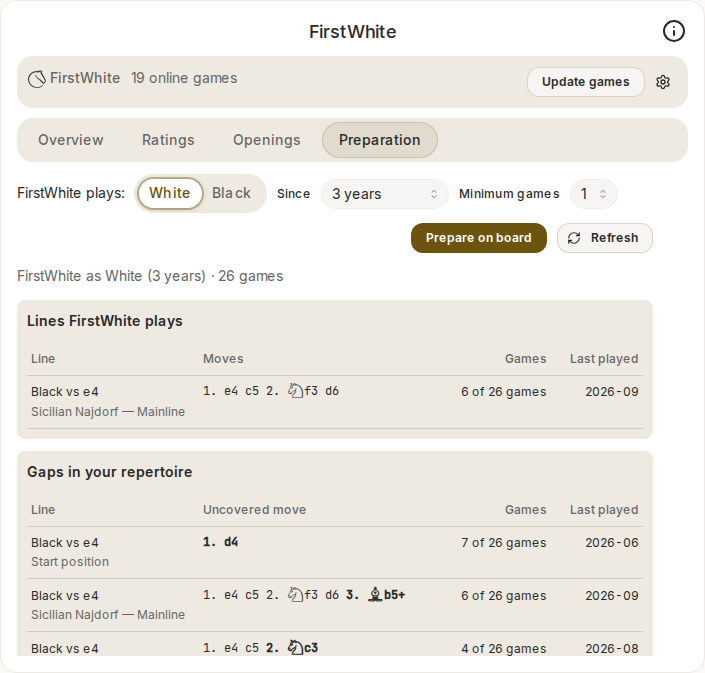 FirstWhite
FirstWhite 19 online games
Update games
Overview Ratings Openings Preparation
FirstWhite plays: White Black Since 3 years Minimum games 1
Prepare on board Refresh
FirstWhite as White (3 years) · 26 games
Lines FirstWhite plays
Line Moves Games Last played
Black vs e4 1. e4 c5 2. ♘f3 d6 6 of 26 games 2026-09
Sicilian Najdorf — Mainline
Gaps in your repertoire
Line Uncovered move Games Last played
Black vs e4 1. d4 7 of 26 games 2026-06
Start position
Black vs e4 1. e4 c5 2. ♘f3 d6 3. ♗b5+ 6 of 26 games 2026-09
Sicilian Najdorf — Mainline
Black vs e4 1. e4 c5 2. ♘c3 4 of 26 games 2026-08